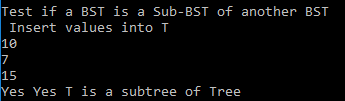 Test if a BST is a Sub-BST of another BST
 Insert values into T
10
7
15
Yes Yes T is a subtree of Tree